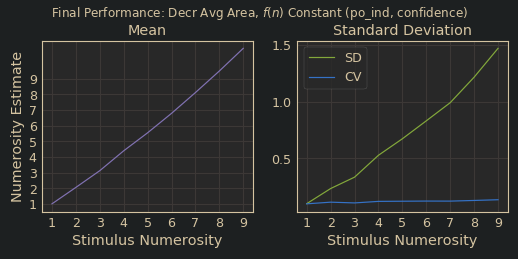 Final Performance: Decr Avg Area, f(n) Constant (po_ind, confidence)
Mean
Standard Deviation
Numerosity Estimate
9
8
7
6
5
4
3
2
1
1 2 3 4 5 6 7 8 9
Stimulus Numerosity
1.5
1.0
0.5
SD
CV
1 2 3 4 5 6 7 8 9
Stimulus Numerosity